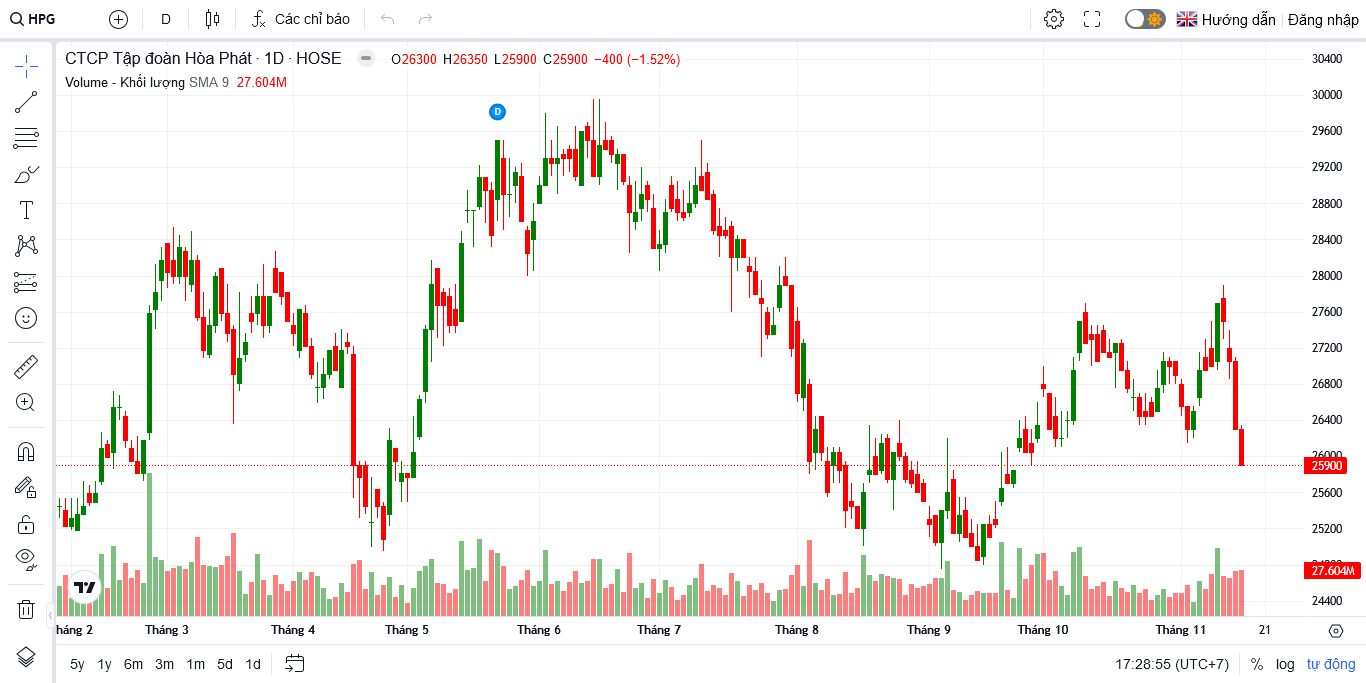 HPG D Các chỉ báo Hướng dẫn Đăng nhập
CTCP Tập đoàn Hòa Phát · 1D · HOSE O26300 H26350 L25900 C25900 −400 (−1.52%)
Volume - Khối lượng SMA 9 27.604M
D
30400
30000
29600
29200
28800
28400
28000
27600
27200
26800
26400
26000
25900
25600
25200
27.604M
24400
háng 2 Tháng 3 Tháng 4 Tháng 5 Tháng 6 Tháng 7 Tháng 8 Tháng 9 Tháng 10 Tháng 11 21
5y 1y 6m 3m 1m 5d 1d 17:28:55 (UTC+7) % log tự động